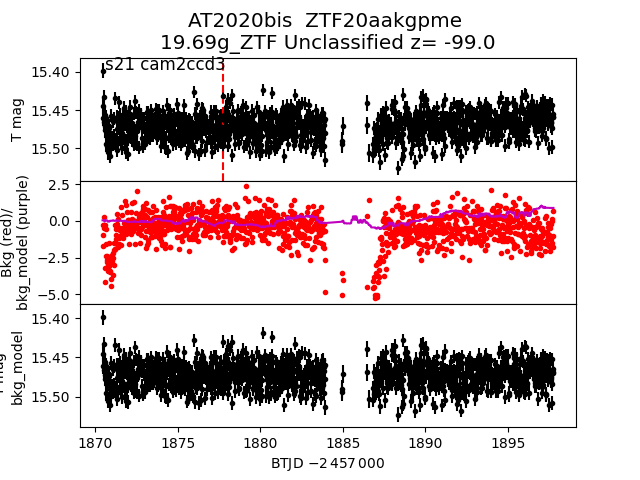 AT2020bis ZTF20aakgpme
19.69g_ZTF Unclassified z= -99.0
s21 cam2ccd3
T mag
15.40
15.45
15.50
Bkg (red)/
bkg_model (purple)
2.5
0.0
−2.5
−5.0
bkg_model
15.40
15.45
15.50
1870 1875 1880 1885 1890 1895
BTJD −2 457 000